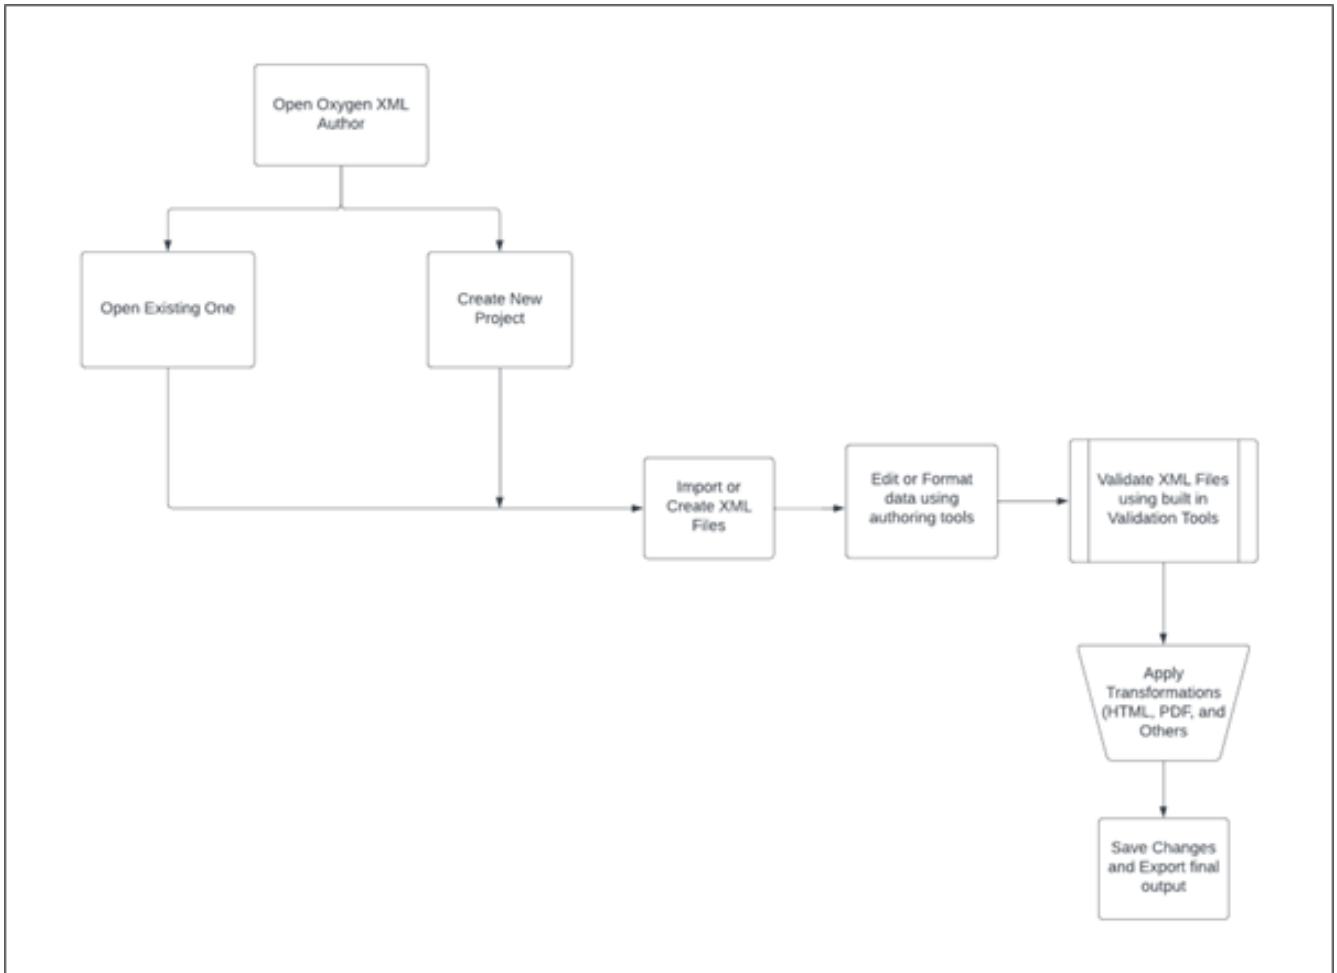 Open Oxygen XML
Author
Open Existing One
Create New
Project
Import or
Create XML
Files
Edit or Format
data using
authoring tools
Validate XML Files
using built in
Validation Tools
Apply
Transformations
(HTML, PDF, and
Others
Save Changes
and Export final
output